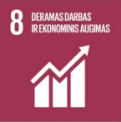 8 DERAMAS DARBAS
IR EKONOMINIS AUGIMAS